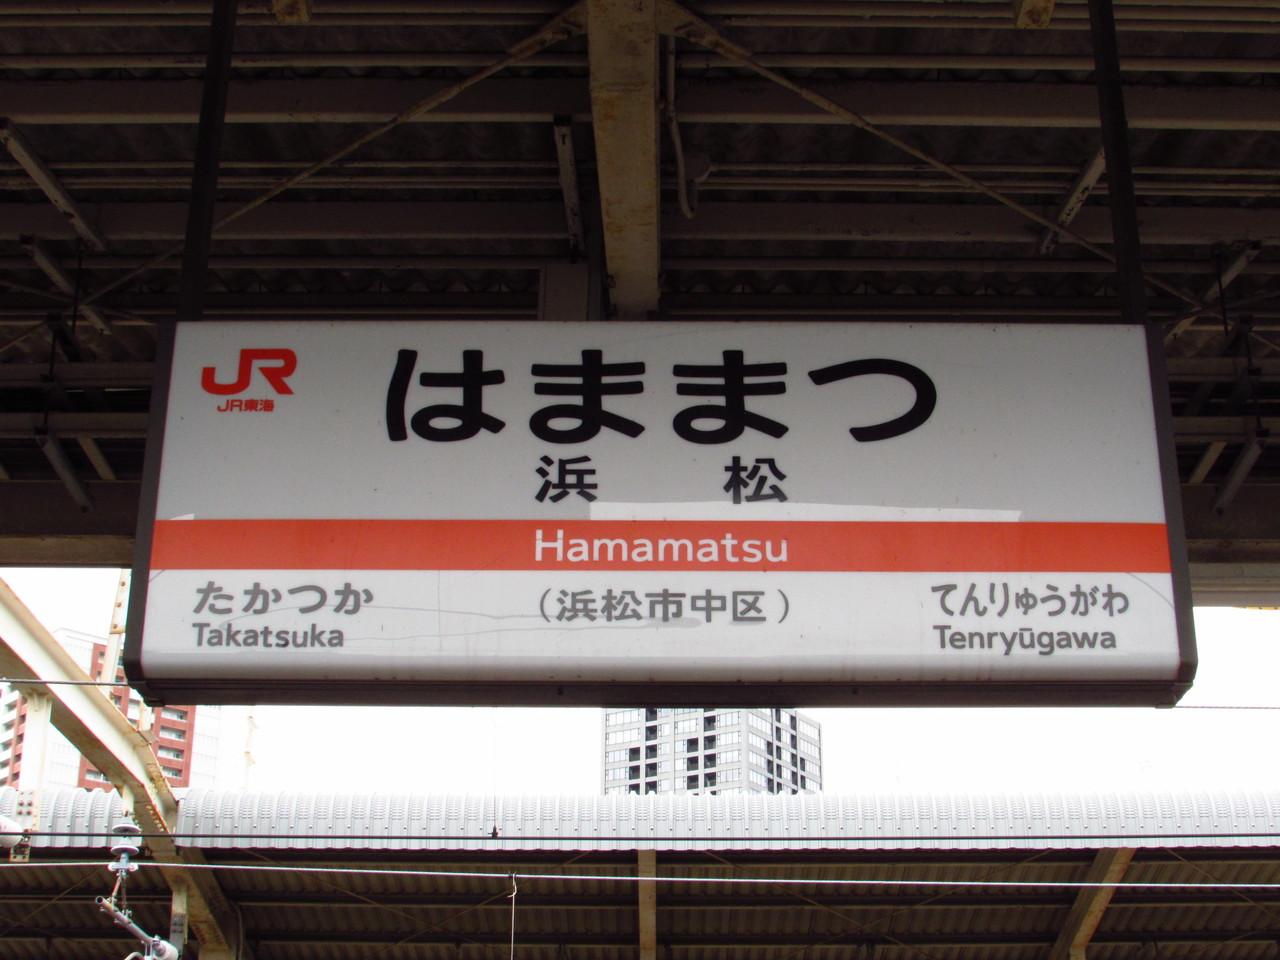 JR
JR東海
はままつ
浜松
Hamamatsu
たかつか
Takatsuka
（浜松市中区）
てんりゅうがわ
Tenryūgawa